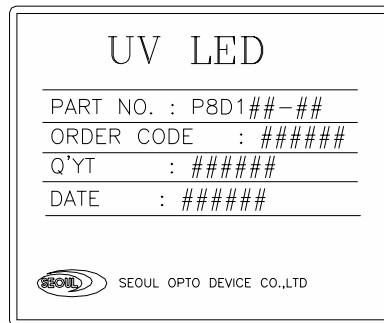 UV LED
PART NO. : P8D1##-##
ORDER CODE : ######
Q'YT : ######
DATE : ######
SEOUL SEOUL OPTO DEVICE CO.,LTD